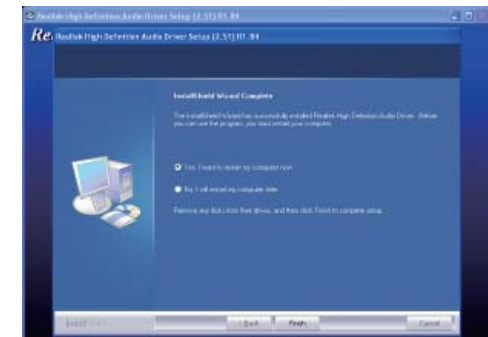 Realtek High Definition Audio Driver Setup (2.51) R1.84
Re
Realtek High Definition Audio Driver Setup (2.51) R1.84
InstallShield Wizard Complete
The InstallShield Wizard has successfully installed Realtek High Definition Audio Driver. Before
you can use the program, you must restart your computer.
Yes, I want to restart my computer now.
No, I will restart my computer later.
Remove any disks from their drives, and then click Finish to complete setup.
InstallShield
< Back
Finish
Cancel